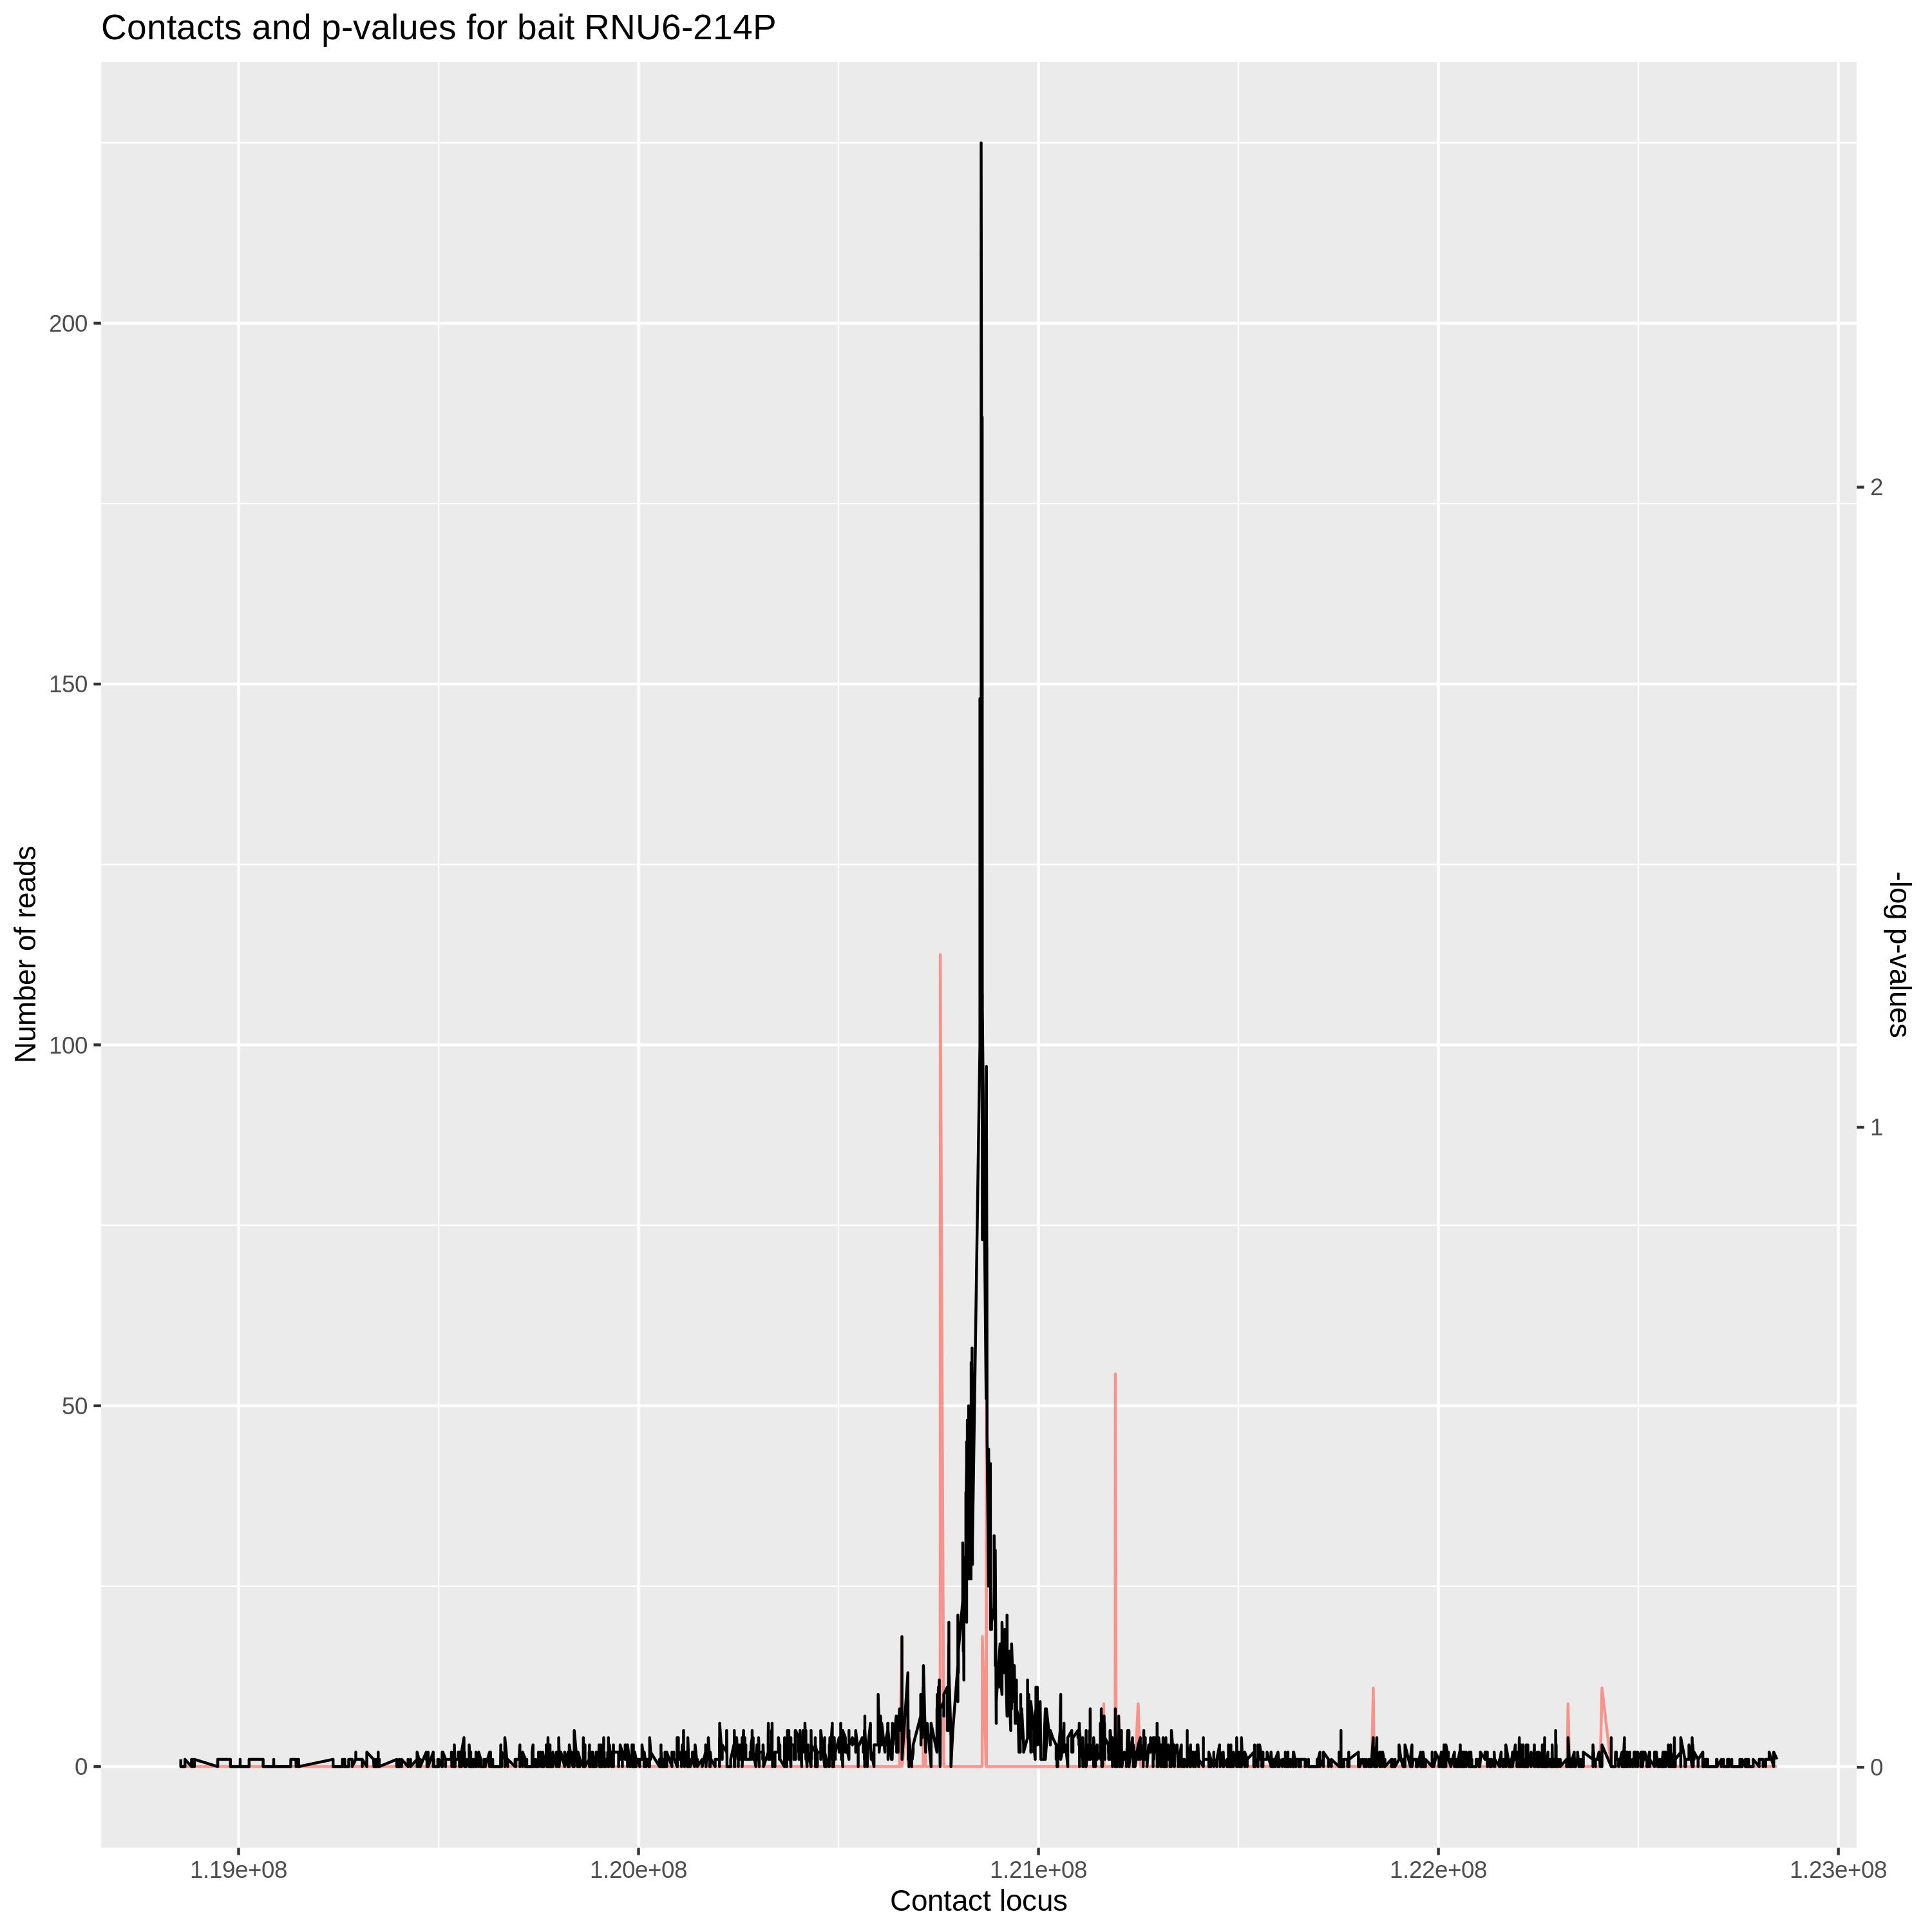 Contacts and p-values for bait RNU6-214P
Number of reads
200
150
100
50
0
2
1
0
-log p-values
1.19e+08
1.20e+08
1.21e+08
1.22e+08
1.23e+08
Contact locus